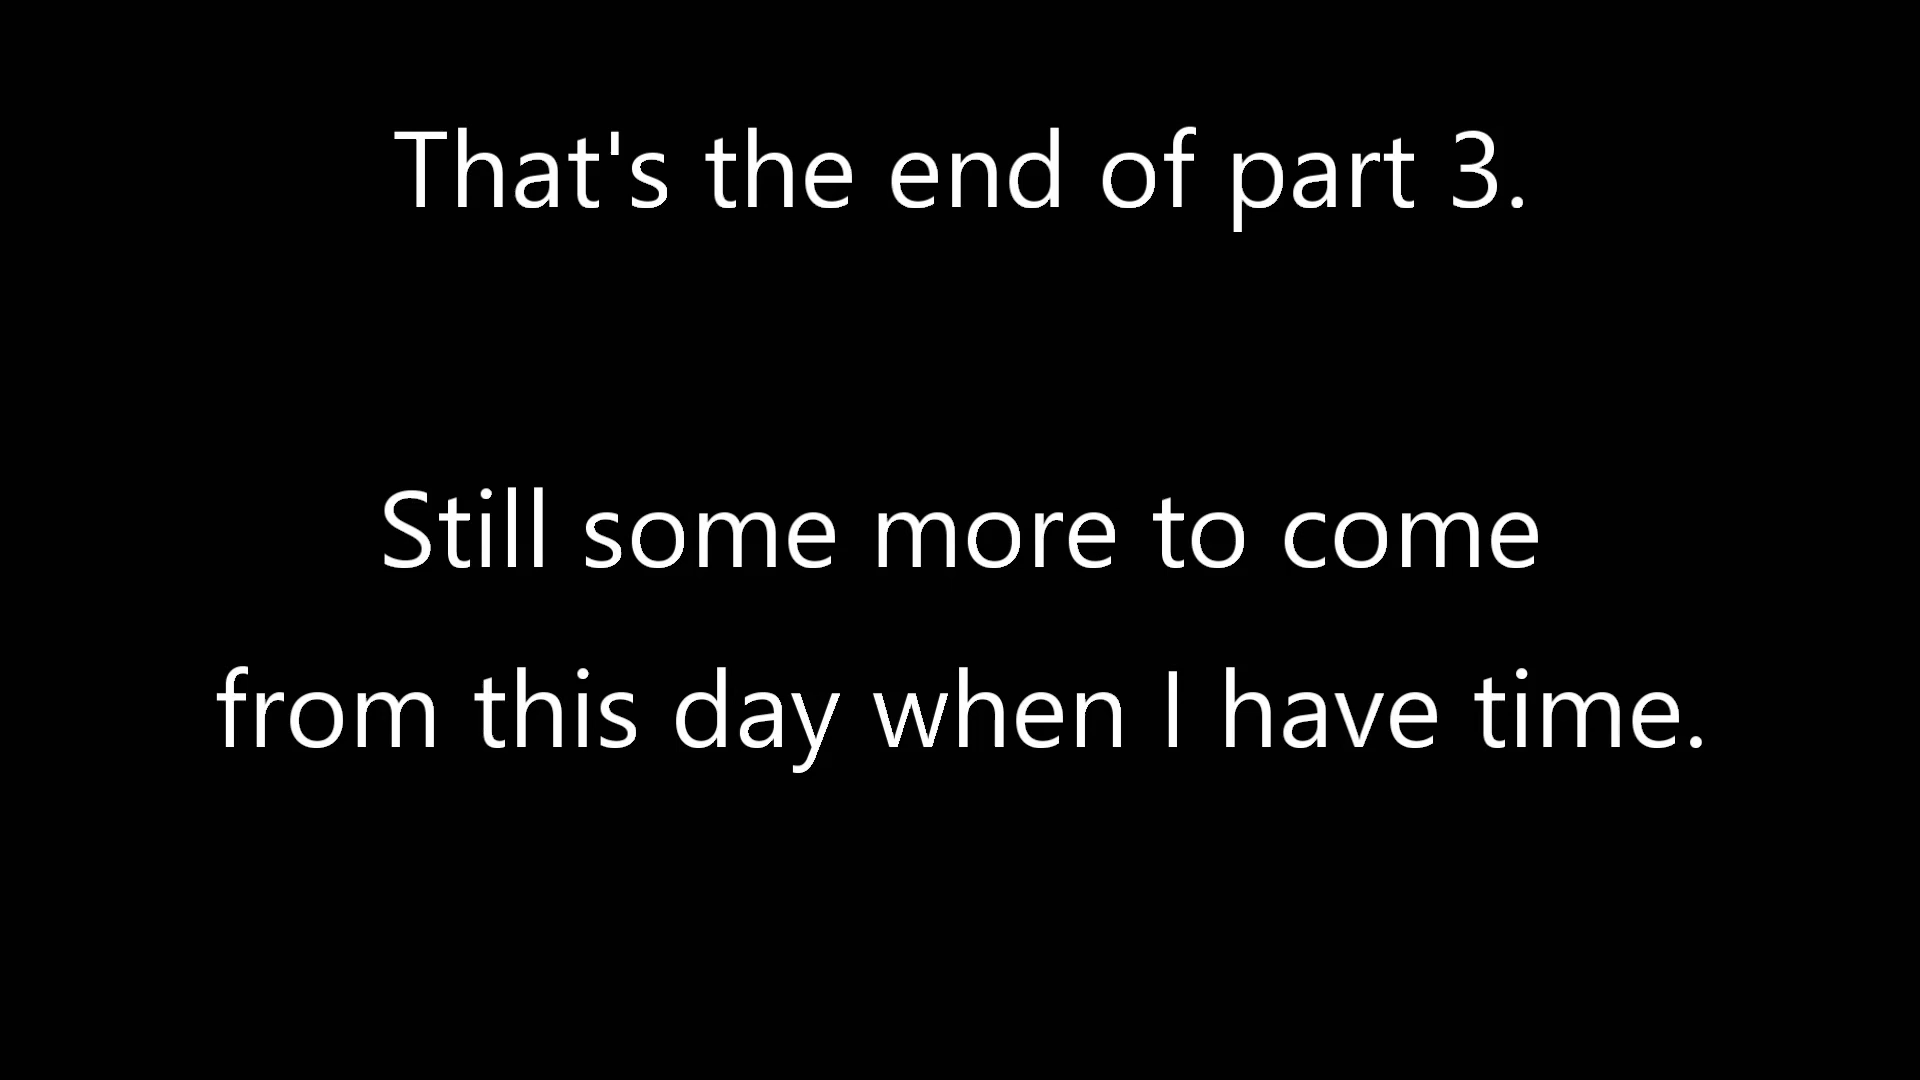 That's the end of part 3.
Still some more to come
from this day when I have time.